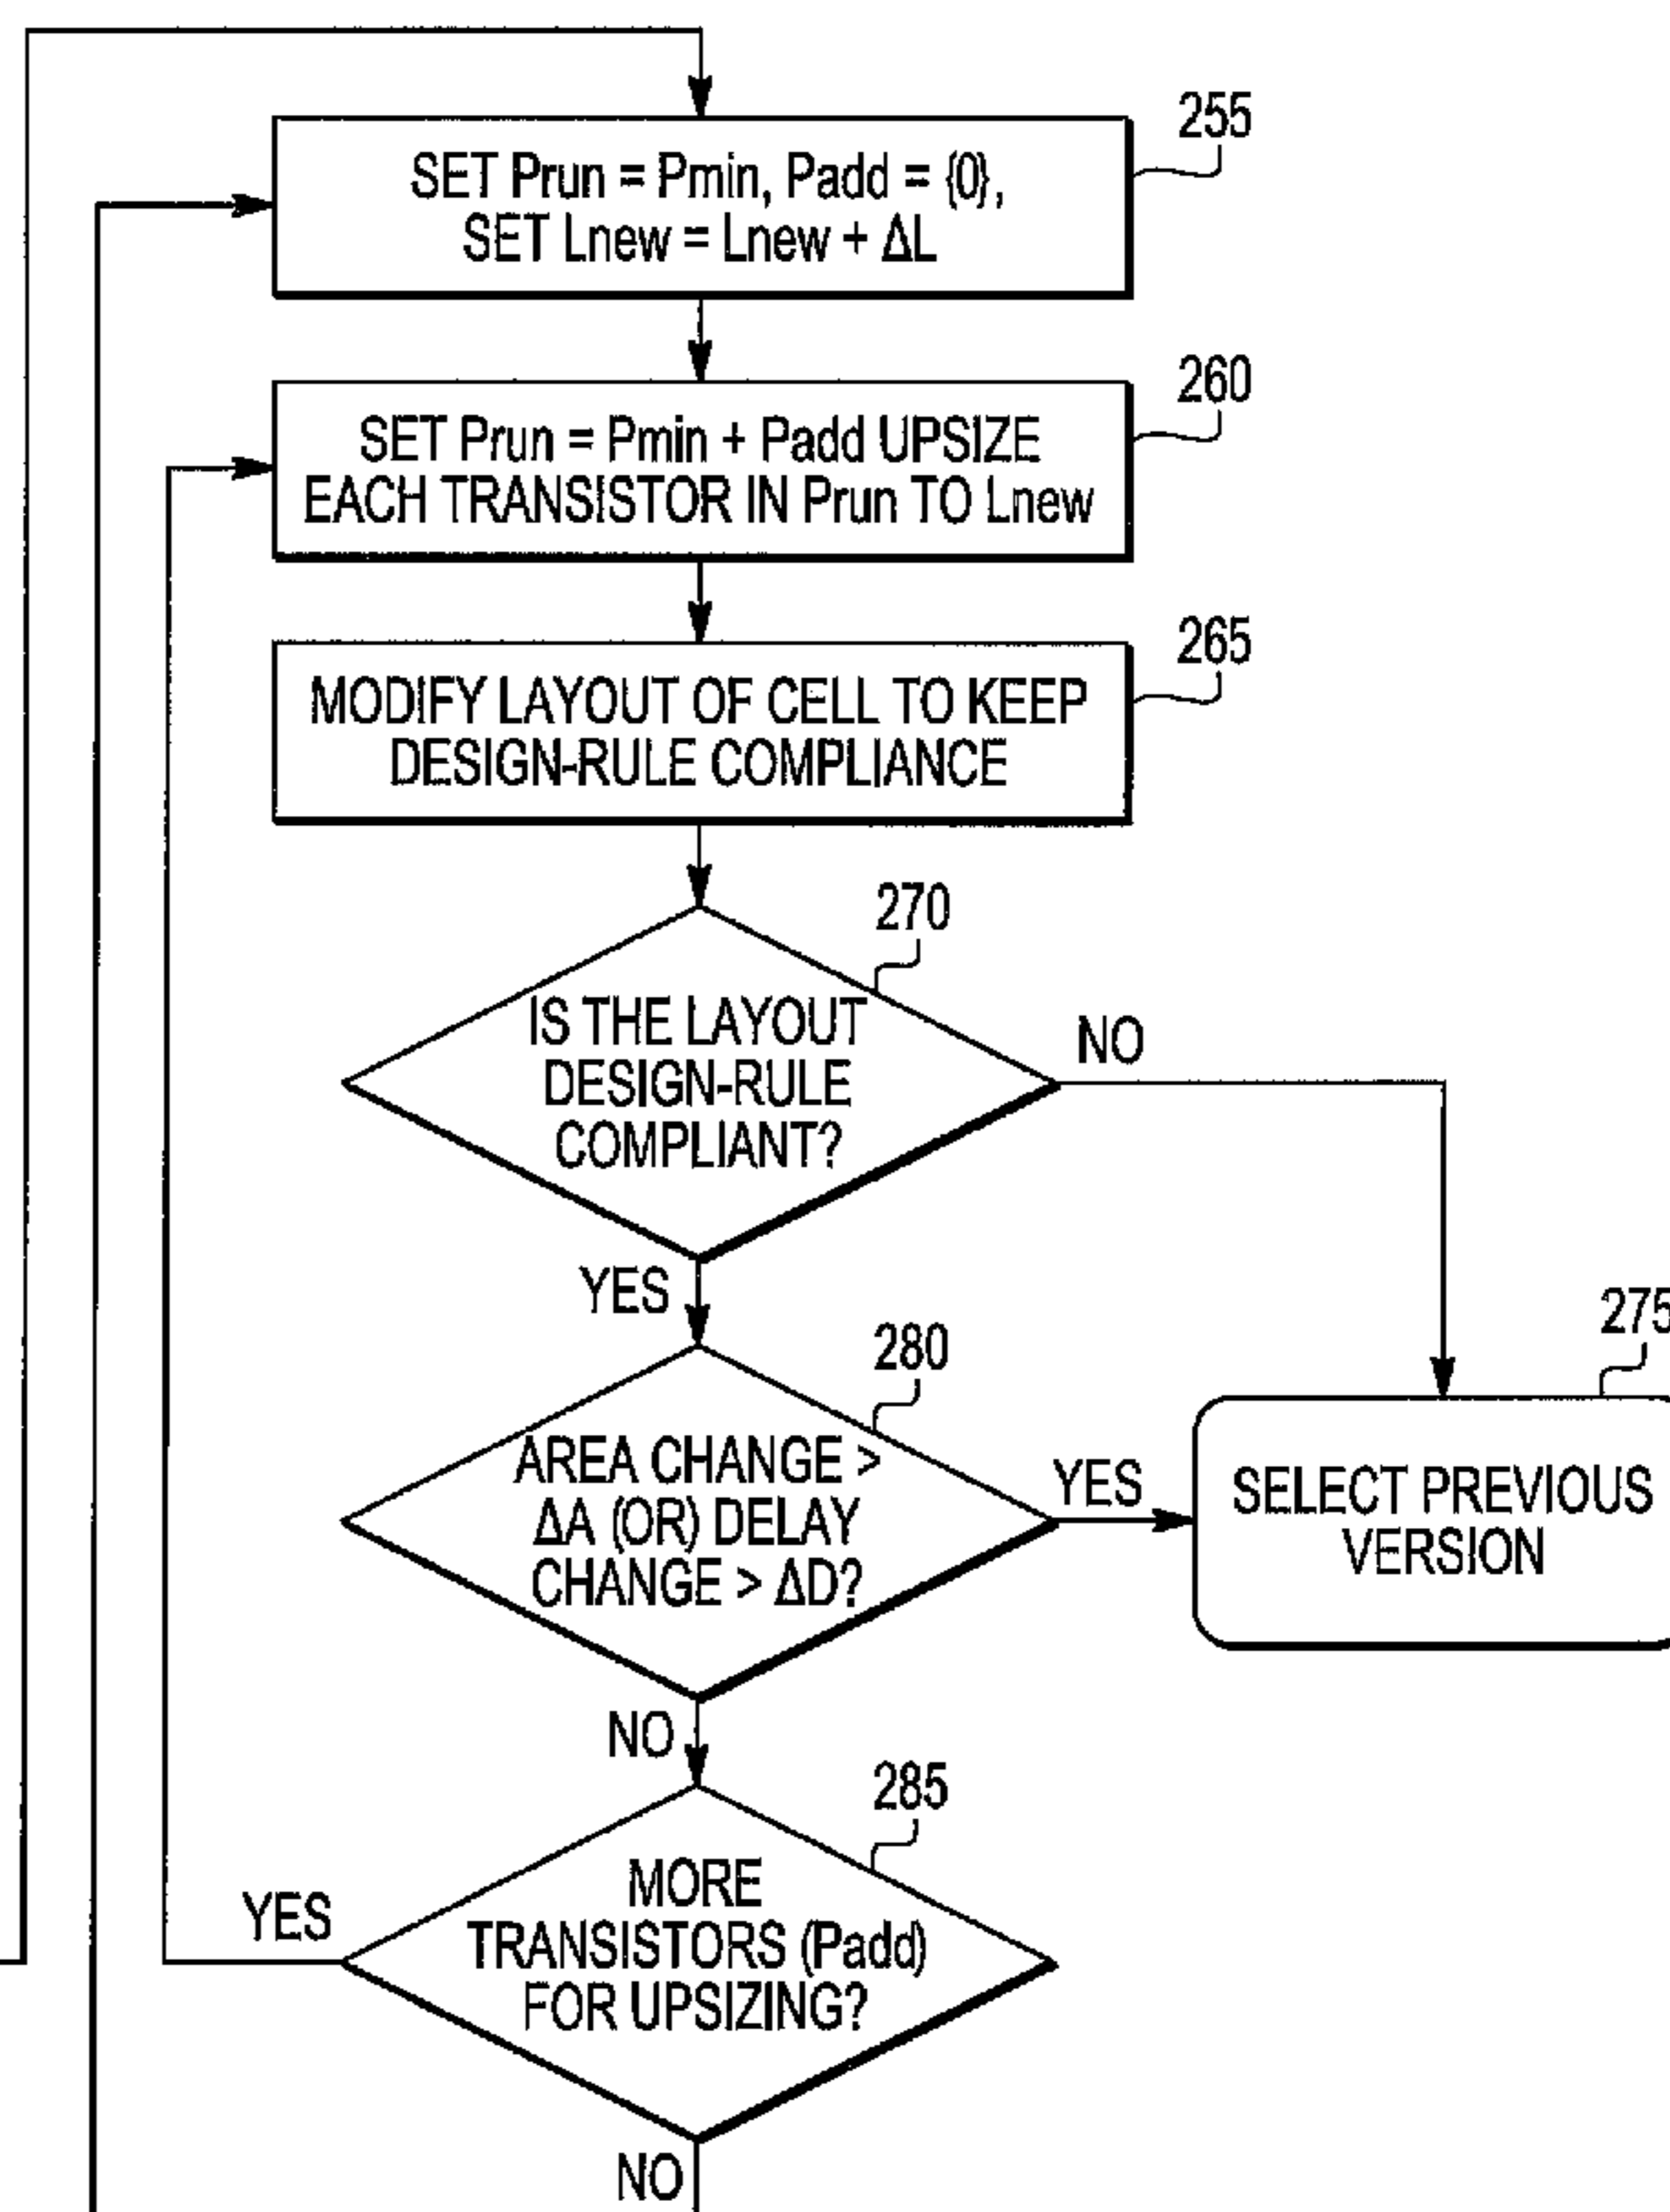 255
SET Prun = Pmin, Padd = {0},
SET Lnew = Lnew + ΔL
260
SET Prun = Pmin + Padd UPSIZE
EACH TRANSISTOR IN Prun TO Lnew
265
MODIFY LAYOUT OF CELL TO KEEP
DESIGN-RULE COMPLIANCE
270
IS THE LAYOUT
DESIGN-RULE
COMPLIANT?
NO
YES
275
280
AREA CHANGE >
ΔA (OR) DELAY
CHANGE > ΔD?
YES
SELECT PREVIOUS
VERSION
NO
285
MORE
TRANSISTORS (Padd)
FOR UPSIZING?
YES
NO